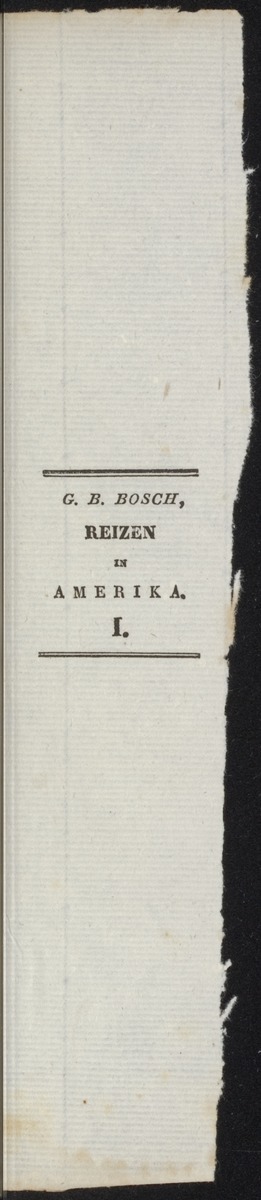 G. B. BOSCH,
REIZEN
IN
AMERIKA.
I.